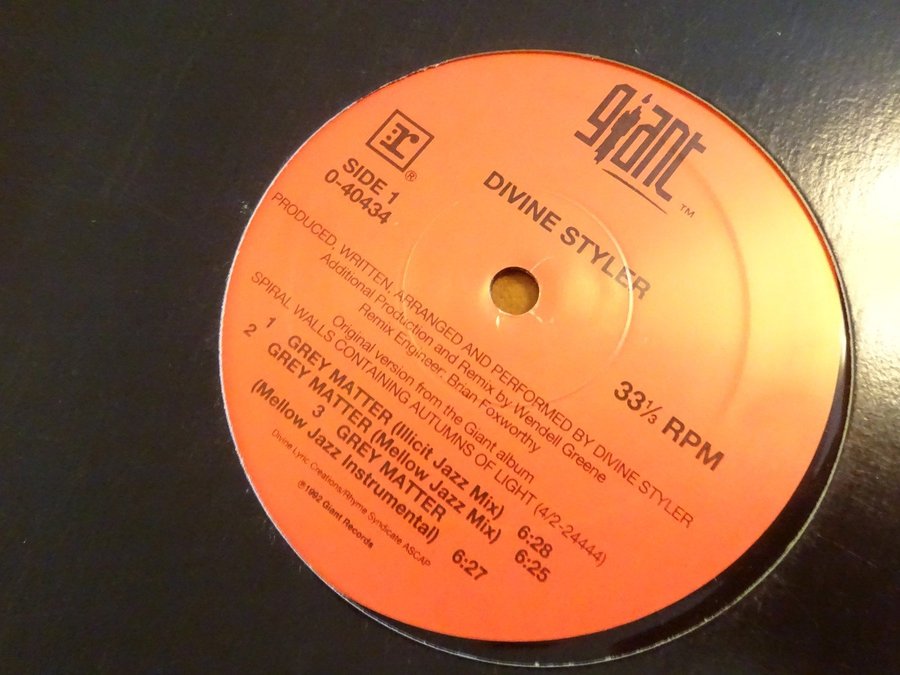 giant™
r®
SIDE 1
0-40434
DIVINE STYLER
33⅓ RPM
PRODUCED, WRITTEN, ARRANGED AND PERFORMED BY DIVINE STYLER
Additional Production and Remix by Wendell Greene
Remix Engineer: Brian Foxworthy
Original version from the Giant album
SPIRAL WALLS CONTAINING AUTUMNS OF LIGHT (4/2-24444)
1 GREY MATTER (Illicit Jazz Mix) 6:28
2 GREY MATTER (Mellow Jazz Mix) 6:25
3 GREY MATTER
(Mellow Jazz Instrumental) 6:27
Divine Lyric Creations/Rhyme Syndicate ASCAP
℗1992 Giant Records